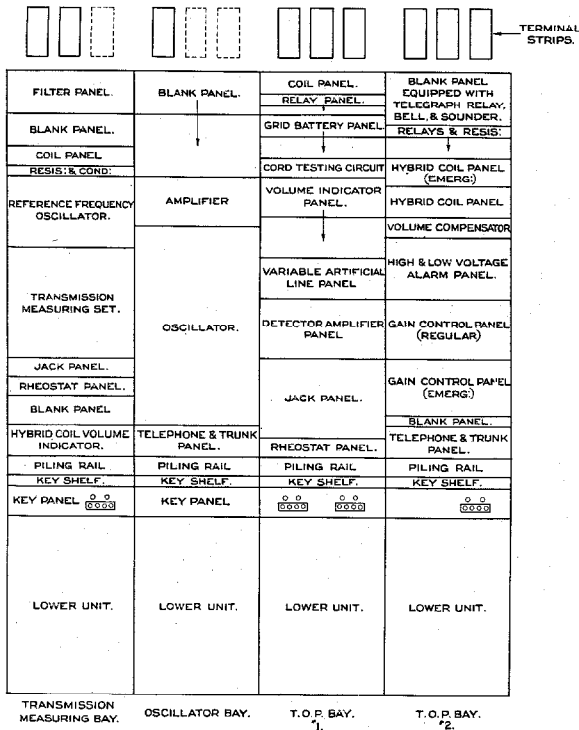 TERMINAL
STRIPS.
FILTER PANEL.
BLANK PANEL.
COIL PANEL
RESIS: & COND:
REFERENCE FREQUENCY
OSCILLATOR.
TRANSMISSION
MEASURING SET.
JACK PANEL.
RHEOSTAT PANEL.
BLANK PANEL
HYBRID COIL VOLUME
INDICATOR.
PILING RAIL
KEY SHELF.
KEY PANEL
LOWER UNIT.
TRANSMISSION
MEASURING BAY.
BLANK PANEL.
AMPLIFIER
OSCILLATOR.
TELEPHONE & TRUNK
PANEL.
PILING RAIL
KEY SHELF.
KEY PANEL
LOWER UNIT.
OSCILLATOR BAY.
COIL PANEL.
RELAY PANEL.
GRID BATTERY PANEL
CORD TESTING CIRCUIT
VOLUME INDICATOR
PANEL.
VARIABLE ARTIFICIAL
LINE PANEL
DETECTOR AMPLIFIER
PANEL
JACK PANEL.
RHEOSTAT PANEL.
PILING RAIL
KEY SHELF.
LOWER UNIT.
T.O.P. BAY.
#1.
BLANK PANEL
EQUIPPED WITH
TELEGRAPH RELAY,
BELL, & SOUNDER.
RELAYS & RESIS:
HYBRID COIL PANEL
(EMERG:)
HYBRID COIL PANEL
VOLUME COMPENSATOR
HIGH & LOW VOLTAGE
ALARM PANEL.
GAIN CONTROL PANEL
(REGULAR)
GAIN CONTROL PANEL
(EMERG:)
BLANK PANEL.
TELEPHONE & TRUNK
PANEL.
PILING RAIL
KEY SHELF.
LOWER UNIT.
T.O.P. BAY.
#2.